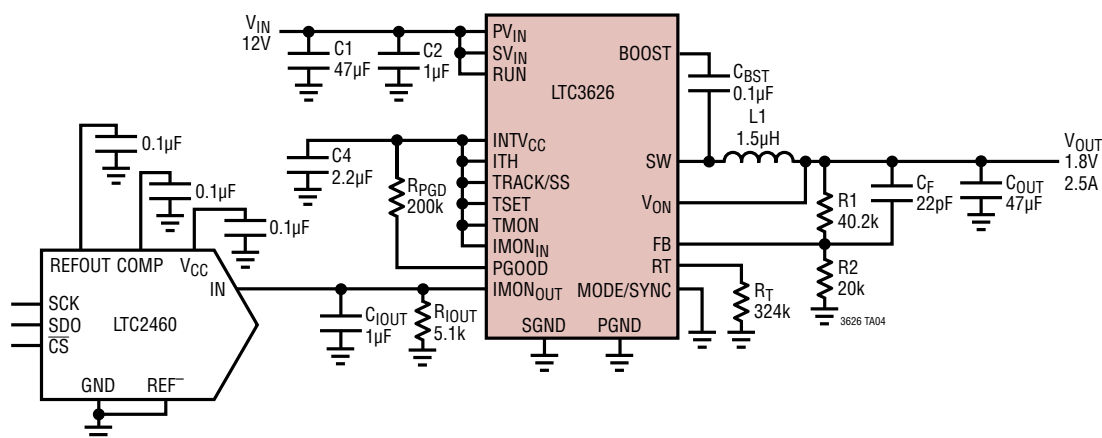 VIN
12V
C1
47µF
C2
1µF
PVIN
SVIN
RUN
BOOST
LTC3626
CBST
0.1µF
L1
1.5µH
VOUT
1.8V
2.5A
0.1µF
0.1µF
0.1µF
C4
2.2µF
RPGD
200k
INTVCC
ITH
TRACK/SS
TSET
TMON
IMONIN
PGOOD
IMONOUT
SW
VON
FB
RT
MODE/SYNC
SGND
PGND
R1
40.2k
CF
22pF
COUT
47µF
R2
20k
RT
324k
3626 TA04
REFOUT
COMP
VCC
IN
SCK
SDO
CS
LTC2460
GND
REF–
CIOUT
1µF
RIOUT
5.1k